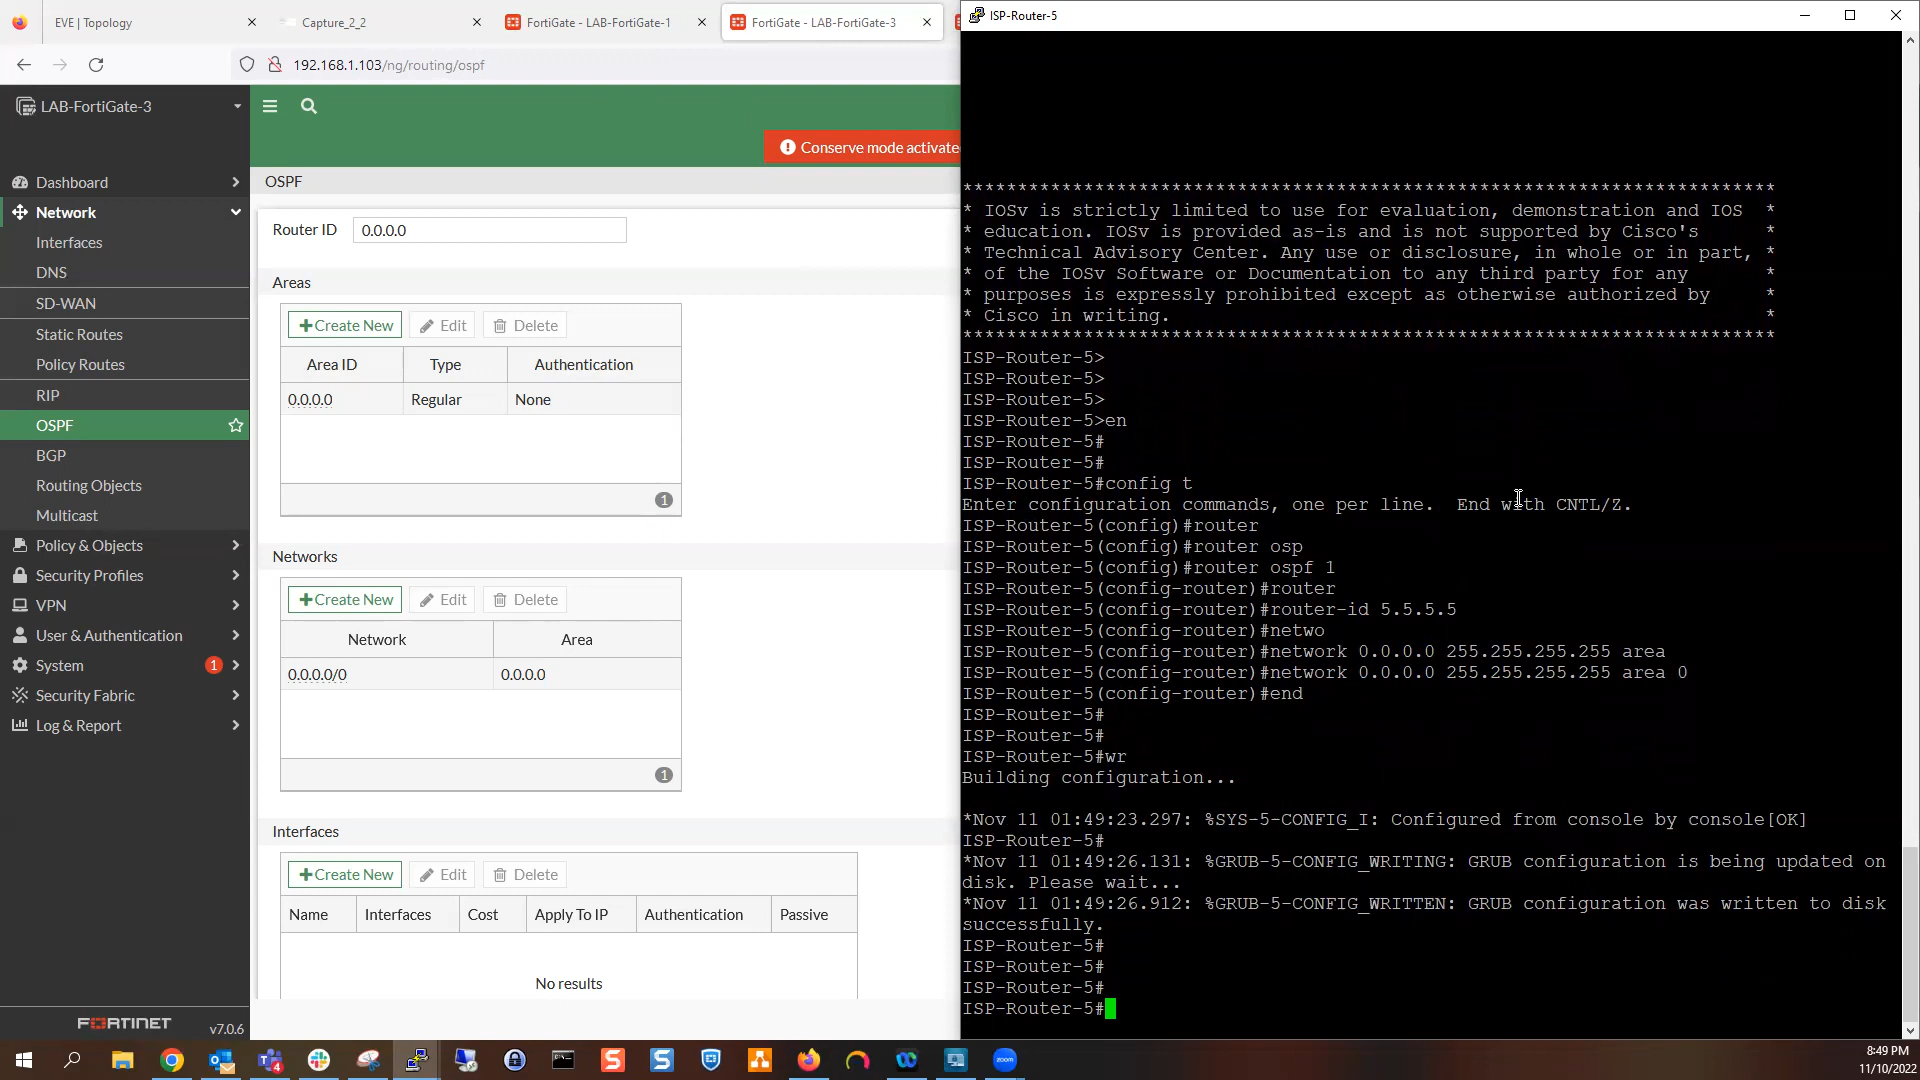 EVE | Topology
Capture_2_2
FortiGate - LAB-FortiGate-1
FortiGate - LAB-FortiGate-3
ISP-Router-5
192.168.1.103/ng/routing/ospf
LAB-FortiGate-3
Conserve mode activate
Dashboard
Network
Interfaces
DNS
SD-WAN
Static Routes
Policy Routes
RIP
OSPF
BGP
Routing Objects
Multicast
Policy & Objects
Security Profiles
VPN
User & Authentication
System 1
Security Fabric
Log & Report
FORTINET v7.0.6
OSPF
Router ID 0.0.0.0
Areas
+Create New Edit Delete
Area ID Type Authentication
0.0.0.0 Regular None
1
Networks
+Create New Edit Delete
Network Area
0.0.0.0/0 0.0.0.0
1
Interfaces
+Create New Edit Delete
Name Interfaces Cost Apply To IP Authentication Passive
No results
**************************************************************************
* IOSv is strictly limited to use for evaluation, demonstration and IOS  *
* education. IOSv is provided as-is and is not supported by Cisco's      *
* Technical Advisory Center. Any use or disclosure, in whole or in part, *
* of the IOSv Software or Documentation to any third party for any       *
* purposes is expressly prohibited except as otherwise authorized by     *
* Cisco in writing.                                                      *
**************************************************************************
ISP-Router-5>
ISP-Router-5>
ISP-Router-5>
ISP-Router-5>en
ISP-Router-5#
ISP-Router-5#
ISP-Router-5#config t
Enter configuration commands, one per line.  End with CNTL/Z.
ISP-Router-5(config)#router
ISP-Router-5(config)#router osp
ISP-Router-5(config)#router ospf 1
ISP-Router-5(config-router)#router
ISP-Router-5(config-router)#router-id 5.5.5.5
ISP-Router-5(config-router)#netwo
ISP-Router-5(config-router)#network 0.0.0.0 255.255.255.255 area
ISP-Router-5(config-router)#network 0.0.0.0 255.255.255.255 area 0
ISP-Router-5(config-router)#end
ISP-Router-5#
ISP-Router-5#
ISP-Router-5#wr
Building configuration...
*Nov 11 01:49:23.297: %SYS-5-CONFIG_I: Configured from console by console[OK]
ISP-Router-5#
*Nov 11 01:49:26.131: %GRUB-5-CONFIG_WRITING: GRUB configuration is being updated on
disk. Please wait...
*Nov 11 01:49:26.912: %GRUB-5-CONFIG_WRITTEN: GRUB configuration was written to disk
successfully.
ISP-Router-5#
ISP-Router-5#
ISP-Router-5#
ISP-Router-5#
4
zoom
8:49 PM
11/10/2022